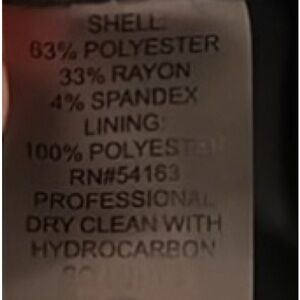 SHELL:
63% POLYESTER
33% RAYON
4% SPANDEX
LINING:
100% POLYESTER
RN#54163
PROFESSIONAL
DRY CLEAN WITH
HYDROCARBON